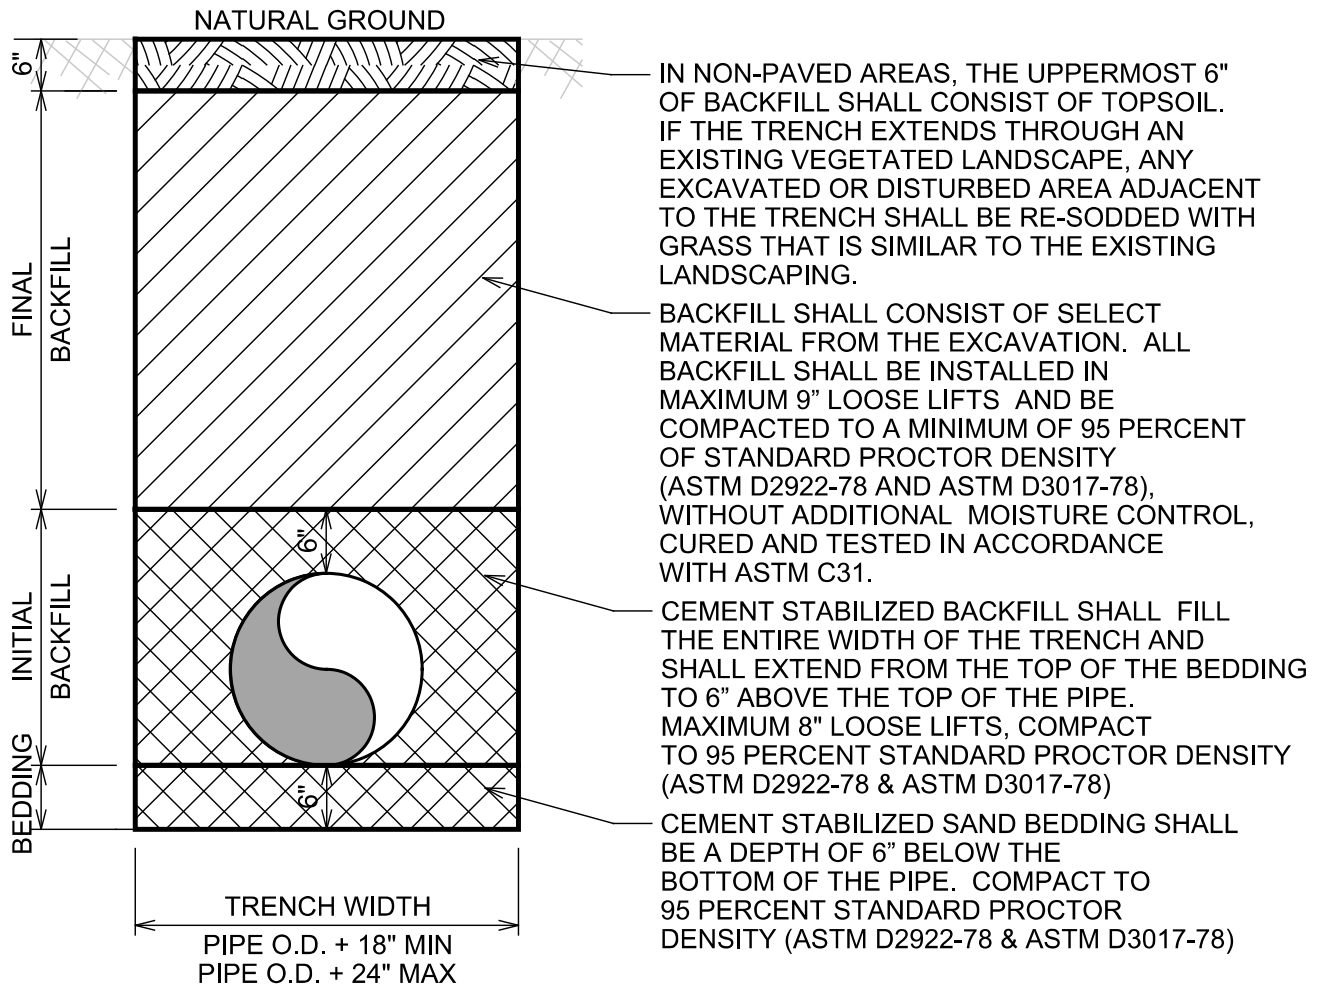 NATURAL GROUND
6"
FINAL
BACKFILL
INITIAL
BACKFILL
BEDDING
6"
6"
TRENCH WIDTH
PIPE O.D. + 18" MIN
PIPE O.D. + 24" MAX
IN NON-PAVED AREAS, THE UPPERMOST 6"
OF BACKFILL SHALL CONSIST OF TOPSOIL.
IF THE TRENCH EXTENDS THROUGH AN
EXISTING VEGETATED LANDSCAPE, ANY
EXCAVATED OR DISTURBED AREA ADJACENT
TO THE TRENCH SHALL BE RE-SODDED WITH
GRASS THAT IS SIMILAR TO THE EXISTING
LANDSCAPING.
BACKFILL SHALL CONSIST OF SELECT
MATERIAL FROM THE EXCAVATION.  ALL
BACKFILL SHALL BE INSTALLED IN
MAXIMUM 9” LOOSE LIFTS  AND BE
COMPACTED TO A MINIMUM OF 95 PERCENT
OF STANDARD PROCTOR DENSITY
(ASTM D2922-78 AND ASTM D3017-78),
WITHOUT ADDITIONAL  MOISTURE CONTROL,
CURED AND TESTED IN ACCORDANCE
WITH ASTM C31.
CEMENT STABILIZED BACKFILL SHALL  FILL
THE ENTIRE WIDTH OF THE TRENCH AND
SHALL EXTEND FROM THE TOP OF THE BEDDING
TO 6” ABOVE THE TOP OF THE PIPE.
MAXIMUM 8" LOOSE LIFTS, COMPACT
TO 95 PERCENT STANDARD PROCTOR DENSITY
(ASTM D2922-78 & ASTM D3017-78)
CEMENT STABILIZED SAND BEDDING SHALL
BE A DEPTH OF 6” BELOW THE
BOTTOM OF THE PIPE.  COMPACT TO
95 PERCENT STANDARD PROCTOR
DENSITY (ASTM D2922-78 & ASTM D3017-78)